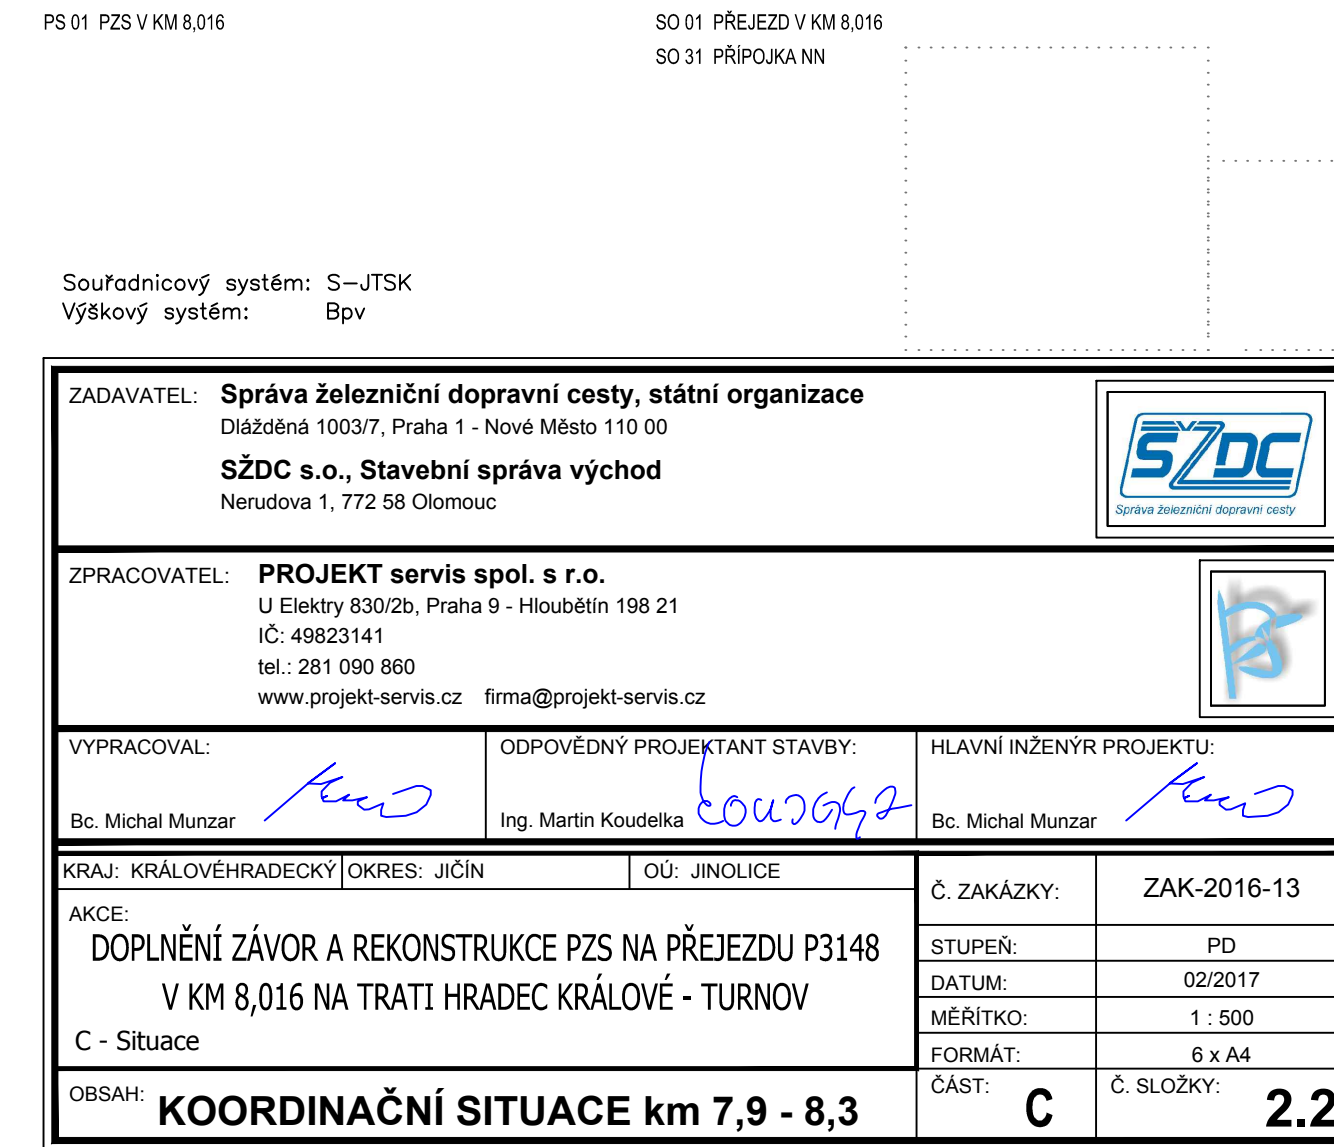 PS 01 PZS V KM 8,016
SO 01 PŘEJEZD V KM 8,016
SO 31 PŘÍPOJKA NN
Souřadnicový systém: S-JTSK
Výškový systém: Bpv
ZADAVATEL: Správa železniční dopravní cesty, státní organizace
Dlážděná 1003/7, Praha 1 - Nové Město 110 00
SŽDC s.o., Stavební správa východ
Nerudova 1, 772 58 Olomouc
SŽDC
Správa železniční dopravní cesty
ZPRACOVATEL: PROJEKT servis spol. s r.o.
U Elektry 830/2b, Praha 9 - Hloubětín 198 21
IČ: 49823141
tel.: 281 090 860
www.projekt-servis.cz firma@projekt-servis.cz
VYPRACOVAL:
Bc. Michal Munzar
ODPOVĚDNÝ PROJEKTANT STAVBY:
Ing. Martin Koudelka
HLAVNÍ INŽENÝR PROJEKTU:
Bc. Michal Munzar
KRAJ: KRÁLOVÉHRADECKÝ OKRES: JIČÍN OÚ: JINOLICE
AKCE:
DOPLNĚNÍ ZÁVOR A REKONSTRUKCE PZS NA PŘEJEZDU P3148
V KM 8,016 NA TRATI HRADEC KRÁLOVÉ - TURNOV
C - Situace
Č. ZAKÁZKY: ZAK-2016-13
STUPEŇ: PD
DATUM: 02/2017
MĚŘÍTKO: 1 : 500
FORMÁT: 6 x A4
OBSAH: KOORDINAČNÍ SITUACE km 7,9 - 8,3
ČÁST: C
Č. SLOŽKY: 2.2